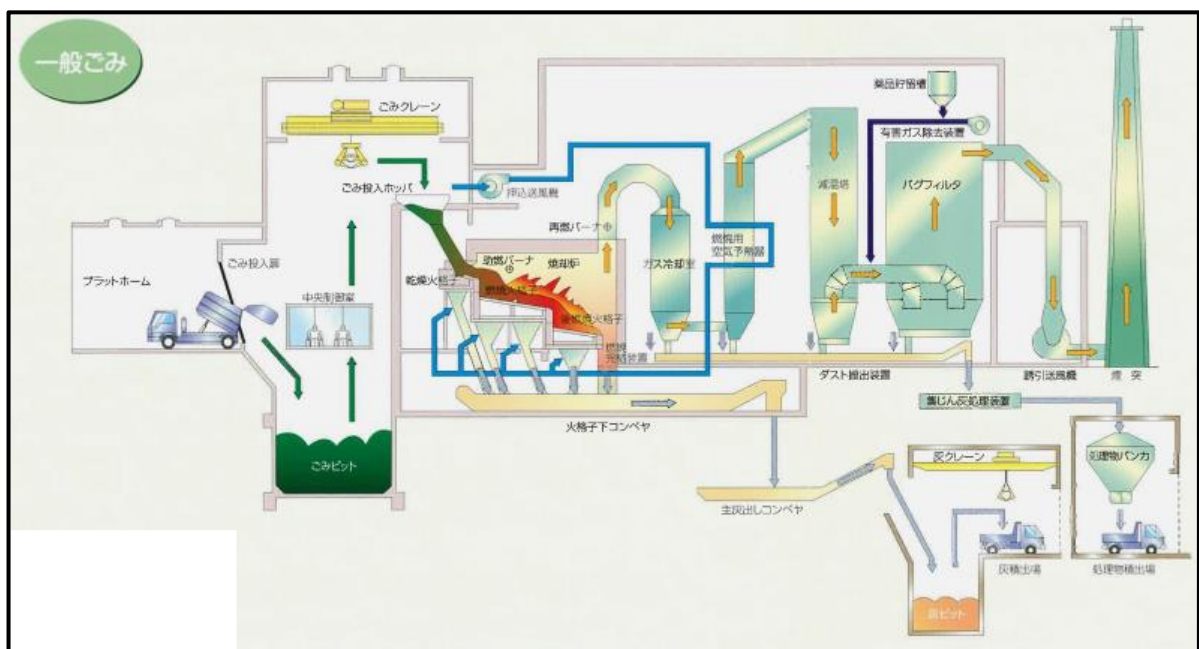 一般ごみ
ごみクレーン
薬品貯留槽
有害ガス除去装置
ごみ投入ホッパ
押込送風機
減温塔
バグフィルタ
再燃バーナ
燃焼用
空気予熱器
ごみ投入扉
助燃バーナ
焼却炉
ガス冷却室
プラットホーム
乾燥火格子
燃焼火格子
中央制御室
後燃焼火格子
燃焼
完結装置
ダスト搬出装置
誘引送風機
煙突
集じん灰処理装置
火格子下コンベヤ
ごみピット
灰クレーン
処理物バンカ
主灰出しコンベヤ
灰積出場
処理物積出場
灰ピット